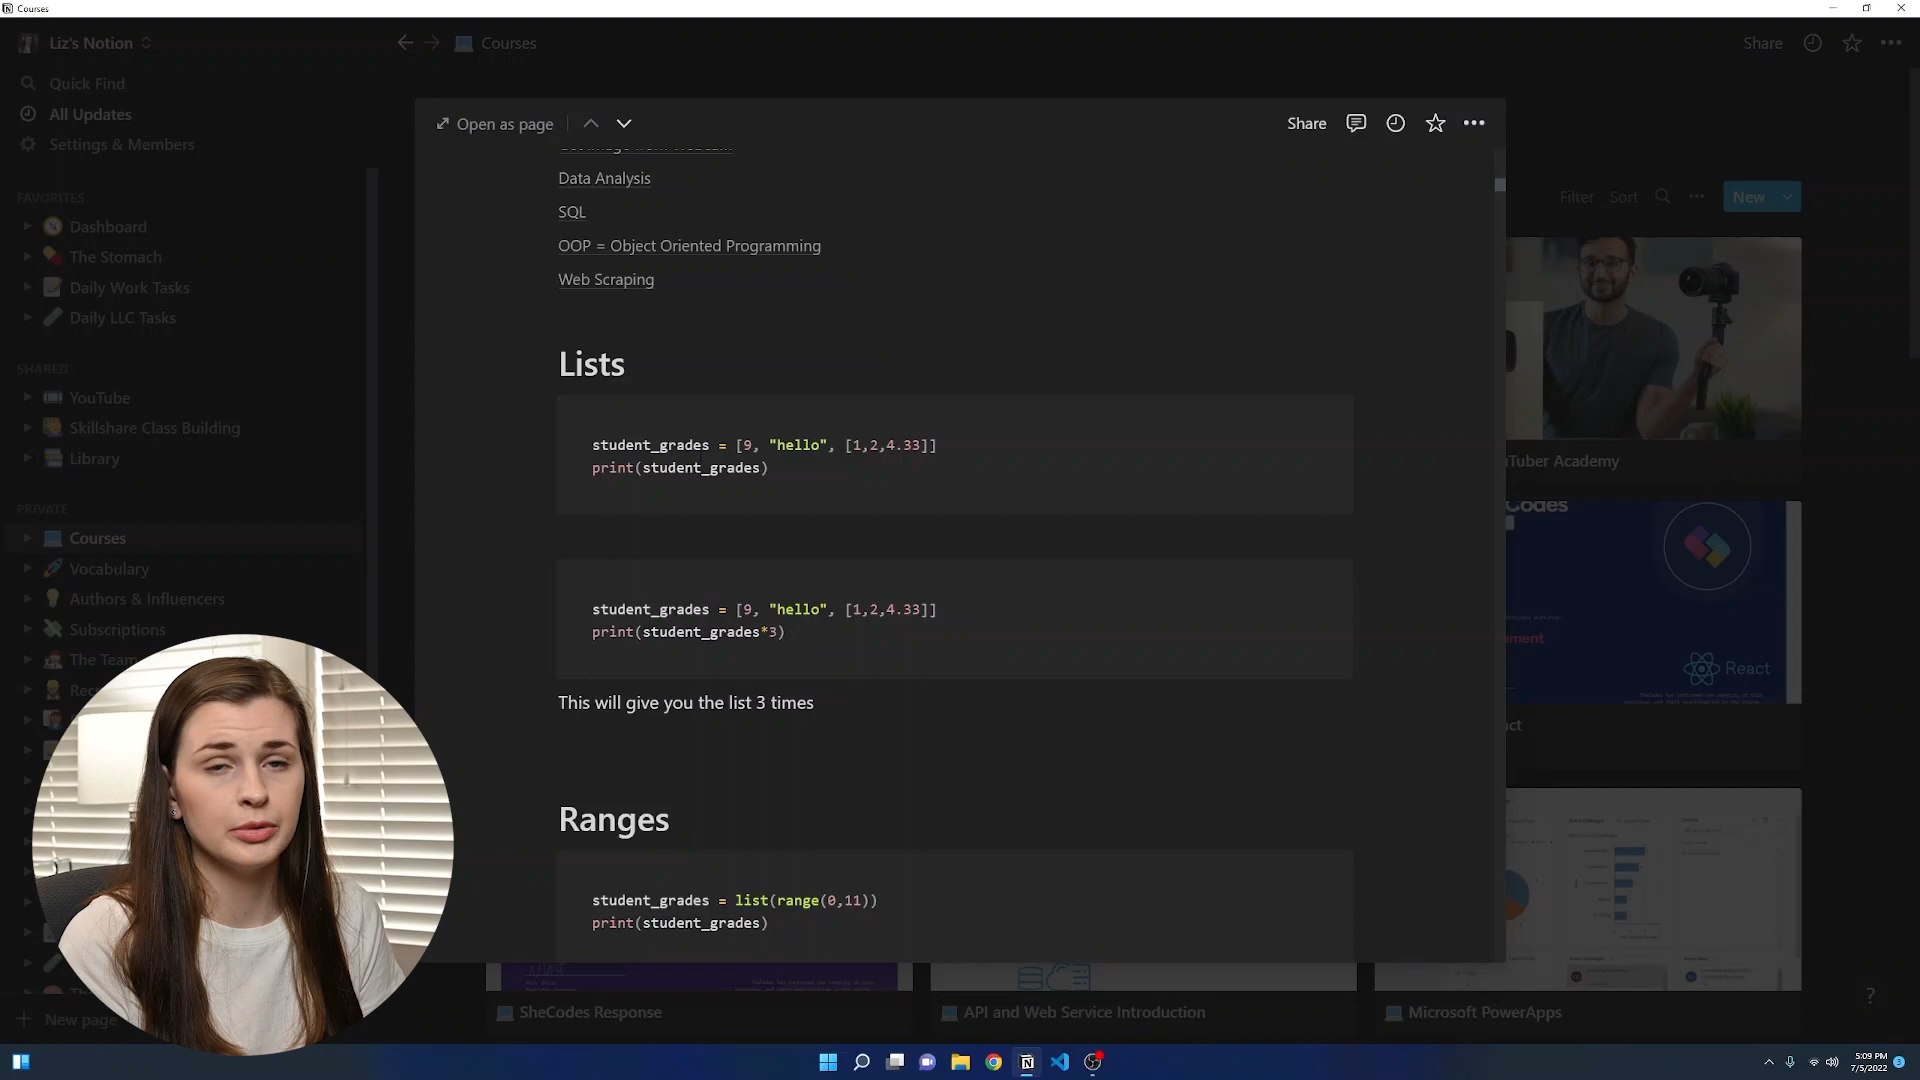 Courses
Liz's Notion
Courses
Share
Quick Find
All Updates
Settings & Members
FAVORITES
Dashboard
The Stomach
Daily Work Tasks
Daily LLC Tasks
SHARED
YouTube
Skillshare Class Building
Library
PRIVATE
Courses
Vocabulary
Authors & Influencers
Subscriptions
The Team
New page
Open as page
Share
Data Analysis
SQL
OOP = Object Oriented Programming
Web Scraping
Lists
student_grades = [9, "hello", [1,2,4.33]]
print(student_grades)
student_grades = [9, "hello", [1,2,4.33]]
print(student_grades*3)
This will give you the list 3 times
Ranges
student_grades = list(range(0,11))
print(student_grades)
Filter Sort
New
Tuber Academy
Codes
React
SheCodes Response
API and Web Service Introduction
Microsoft PowerApps
?
5:09 PM
7/5/2022
3